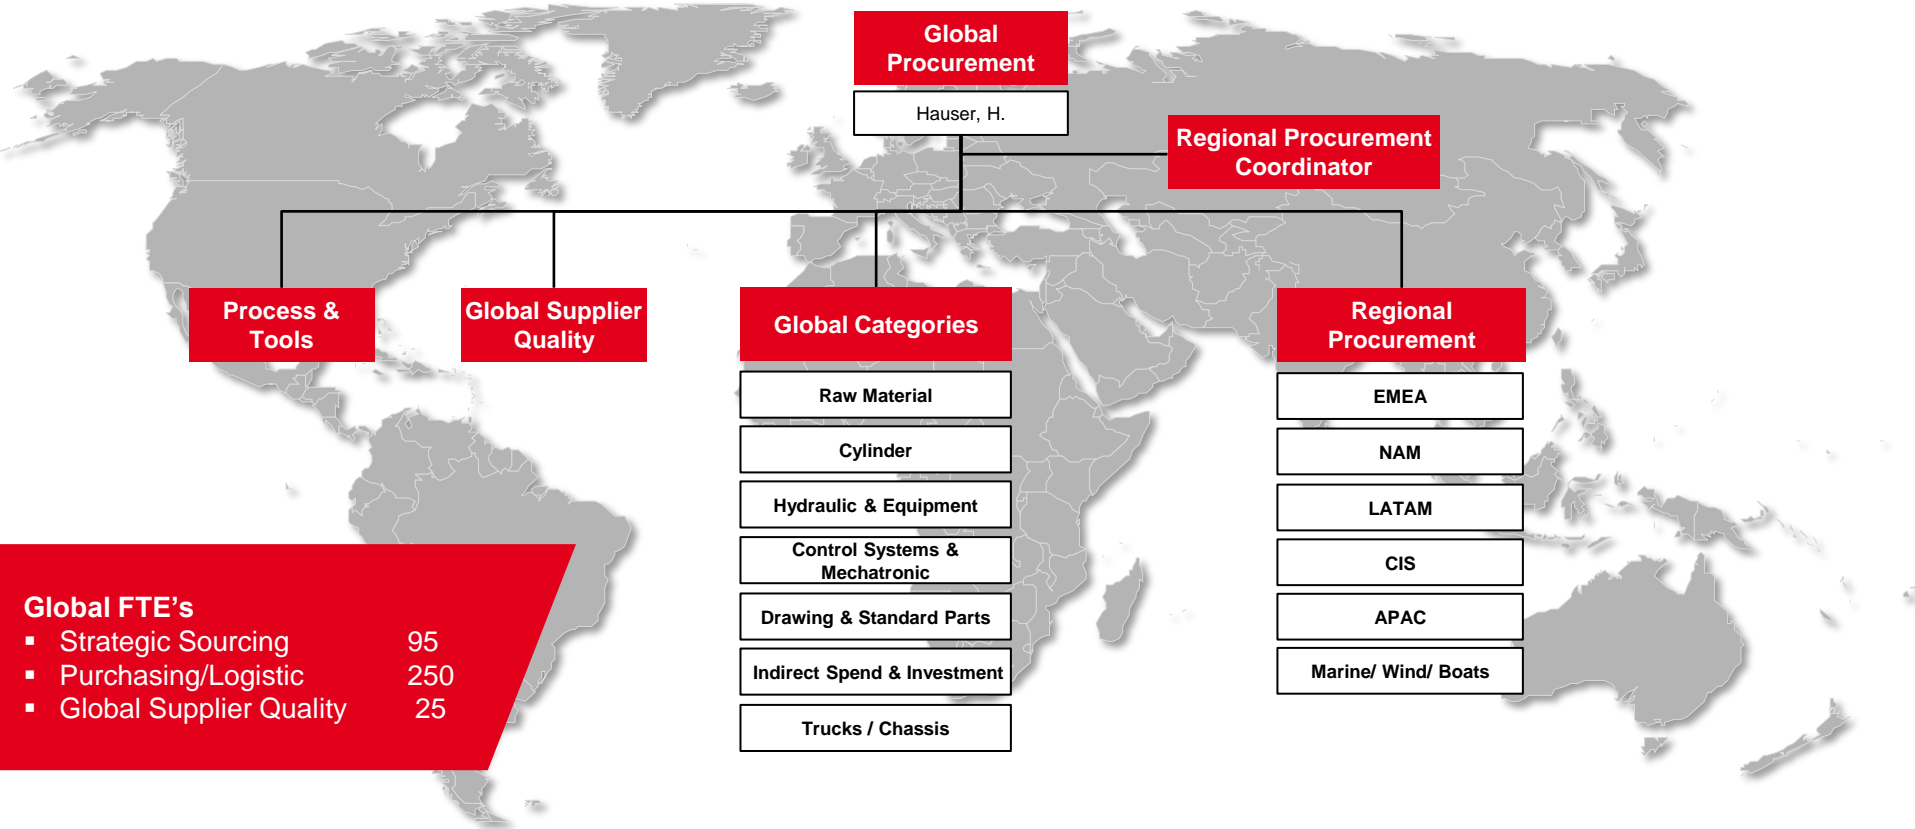 Global
Procurement
Hauser, H.
Regional Procurement
Coordinator
Process &
Tools
Global Supplier
Quality
Global Categories
Raw Material
Cylinder
Hydraulic & Equipment
Control Systems &
Mechatronic
Drawing & Standard Parts
Indirect Spend & Investment
Trucks / Chassis
Regional
Procurement
EMEA
NAM
LATAM
CIS
APAC
Marine/ Wind/ Boats
Global FTE’s
▪ Strategic Sourcing 95
▪ Purchasing/Logistic 250
▪ Global Supplier Quality 25